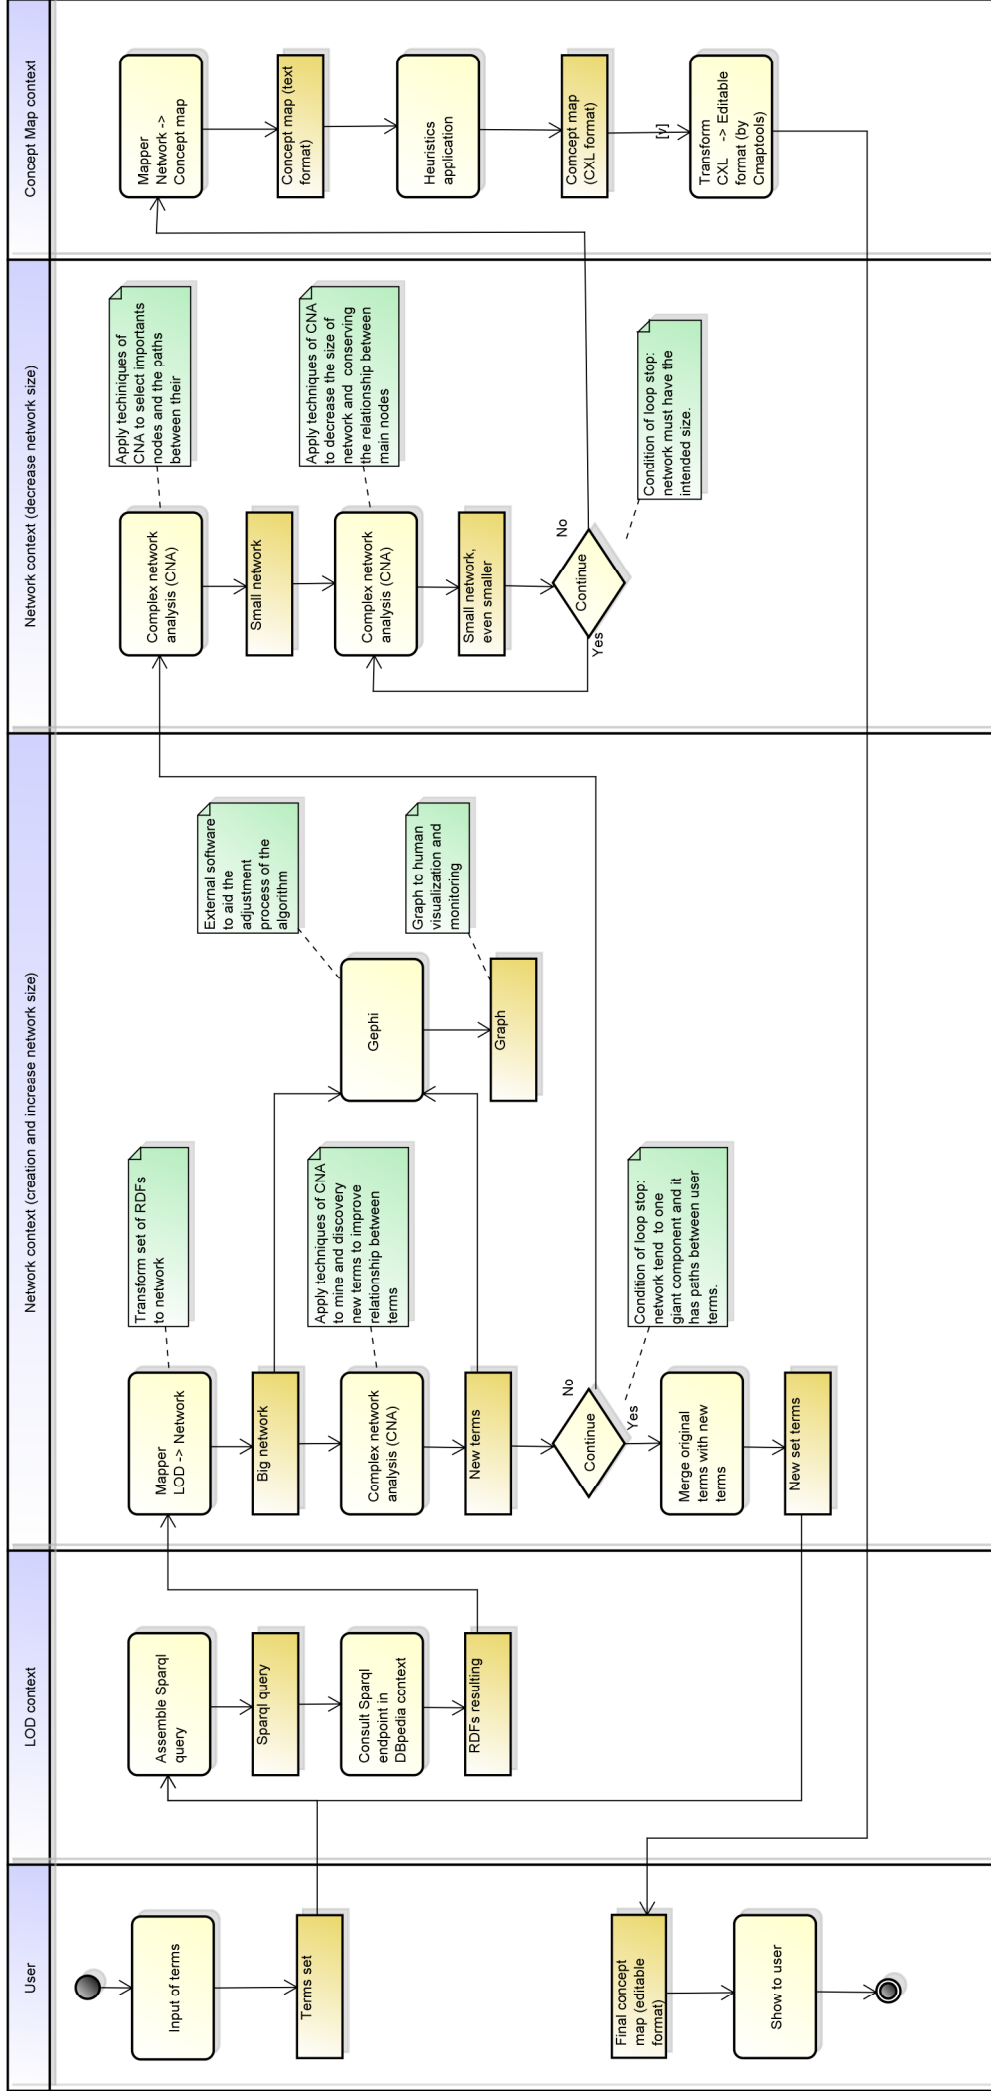 User
Input of terms
Terms set
Final concept
map (editable
format)
Show to user
LOD context
Assemble Sparql
query
Sparql query
Consult Sparql
endpoint in
DBpedia context
RDFs resulting
Network context (creation and increase network size)
Mapper
LOD -> Network
Transform set of RDFs
to network
Big network
Complex network
analysis (CNA)
Apply techniques of CNA
to mine and discovery
new terms to improve
relationship between
terms
New terms
Continue
No
Yes
Condition of loop stop:
network tend to one
giant component and it
has paths between user
terms.
Merge original
terms with new
terms
New set terms
Gephi
External software
to aid the
adjustment
process of the
algorithm
Graph
Graph to human
visualization and
monitoring
Network context (decrease network size)
Complex network
analysis (CNA)
Apply techiniques of
CNA to select importants
nodes and the paths
between their
Small network
Complex network
analysis (CNA)
Apply techniques of CNA
to decrease the size of
network and conserving
the relationship between
main nodes
Small network,
even smaller
Continue
No
Yes
Condition of loop stop:
network must have the
intended size.
Concept Map context
Mapper
Network ->
Concept map
Concept map (text
format)
Heuristics
application
Comcept map
(CXL format)
[y]
Transform
CXL -> Editable
format (by
Cmaptools)